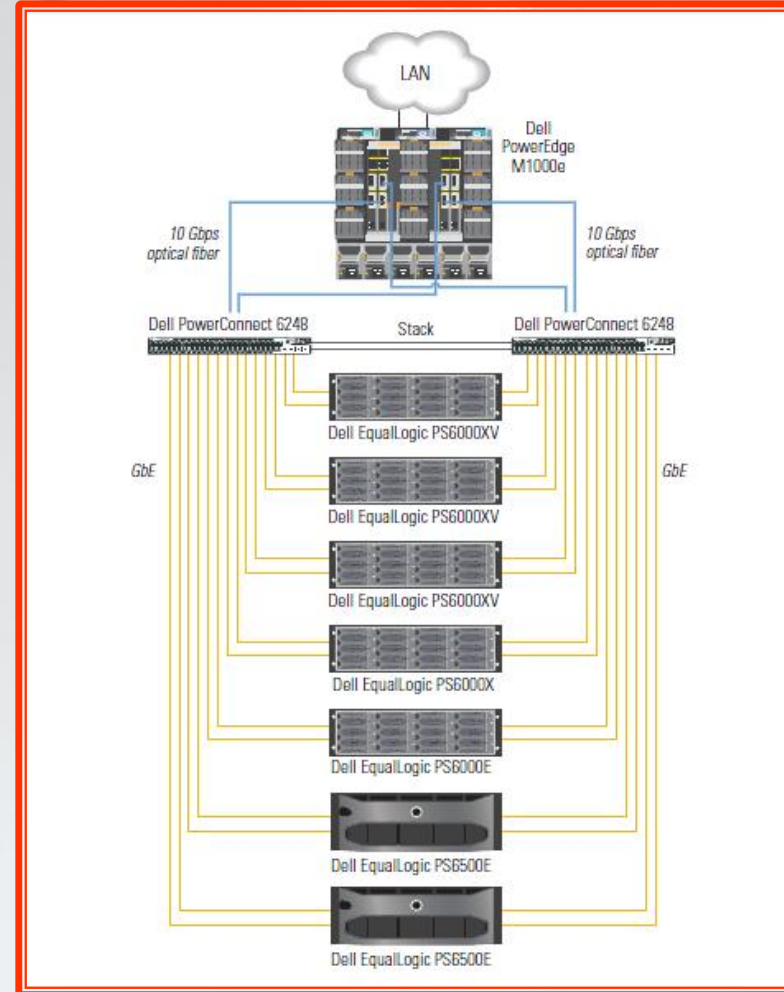 LAN
Dell
PowerEdge
M1000e
10 Gbps
optical fiber
10 Gbps
optical fiber
Dell PowerConnect 6248
Stack
Dell PowerConnect 6248
Dell EqualLogic PS6000XV
GbE
GbE
Dell EqualLogic PS6000XV
Dell EqualLogic PS6000XV
Dell EqualLogic PS6000X
Dell EqualLogic PS6000E
Dell EqualLogic PS6500E
Dell EqualLogic PS6500E